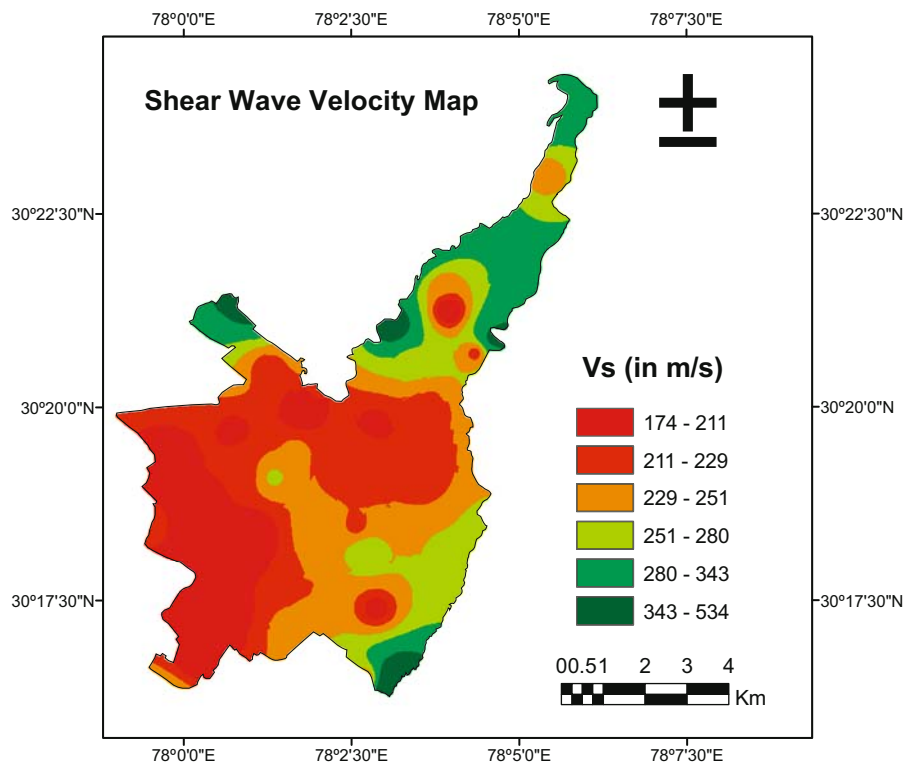 78°0'0"E 78°2'30"E 78°5'0"E 78°7'30"E
Shear Wave Velocity Map
30°22'30"N 30°22'30"N
30°20'0"N 30°20'0"N
30°17'30"N 30°17'30"N
Vs (in m/s)
174 - 211
211 - 229
229 - 251
251 - 280
280 - 343
343 - 534
00.51 2 3 4
Km
78°0'0"E 78°2'30"E 78°5'0"E 78°7'30"E